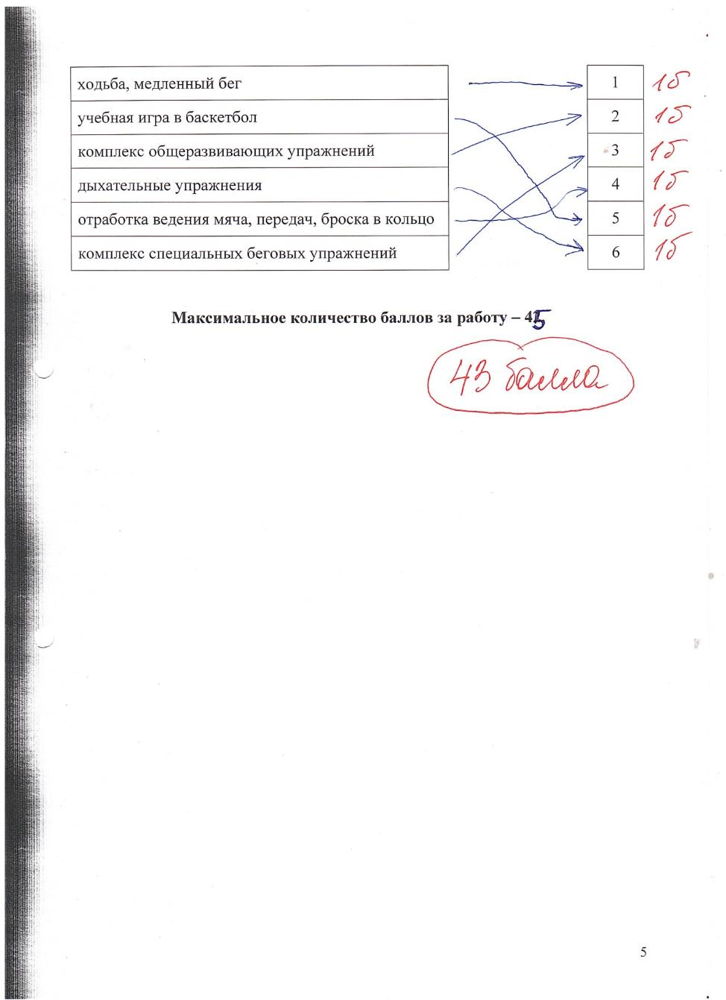 ходьба, медленный бег 1 1б
учебная игра в баскетбол 2 1б
комплекс общеразвивающих упражнений 3 1б
дыхательные упражнения 4 1б
отработка ведения мяча, передач, броска в кольцо 5 1б
комплекс специальных беговых упражнений 6 1б
Максимальное количество баллов за работу – 45
43 балла
5